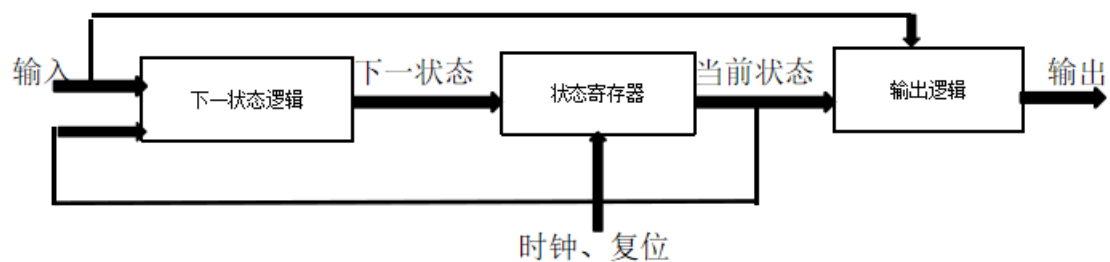 输入
下一状态逻辑
下一状态
状态寄存器
当前状态
输出逻辑
输出
时钟、复位